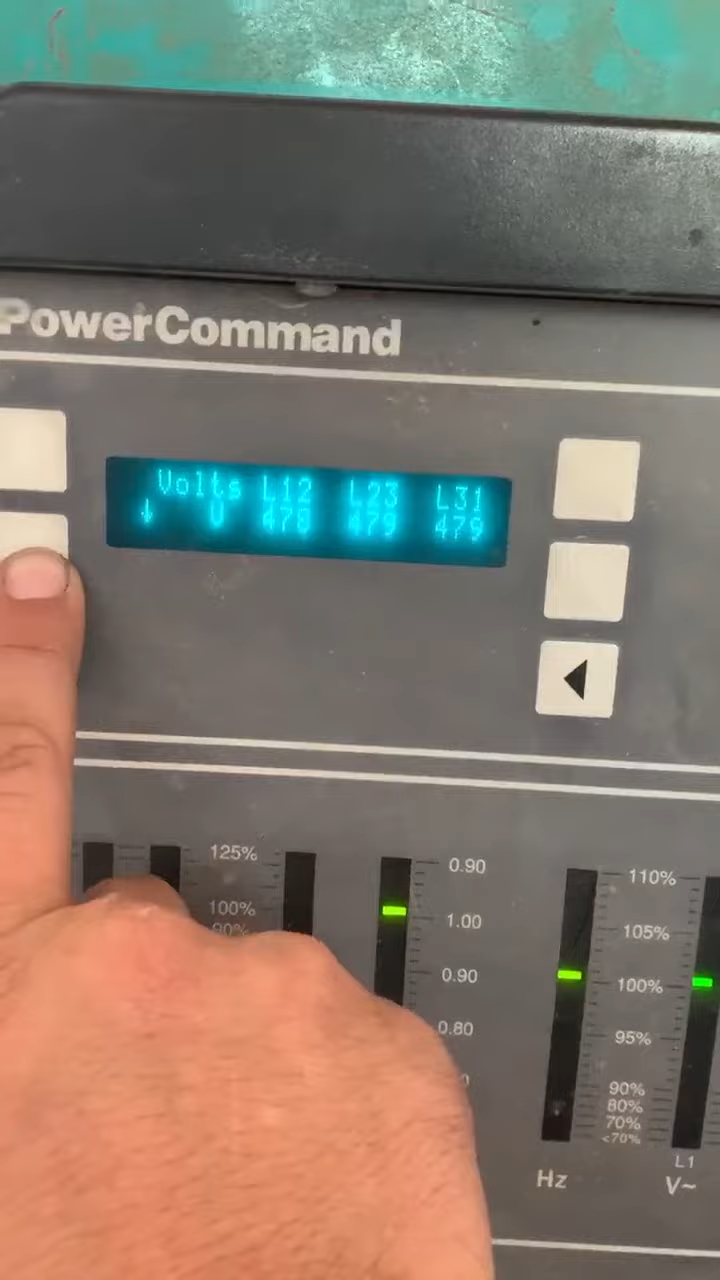 PowerCommand
Volts L12 L23 L31
↓ V 478 479 479
125%
100%
90%
0.90
1.00
0.90
0.80
110%
105%
100%
95%
90%
80%
70%
<70%
Hz
L1
V~